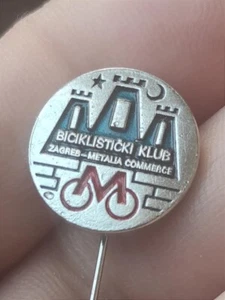 BICIKLISTIČKI KLUB
ZAGREB-METALIA COMMERCE
M